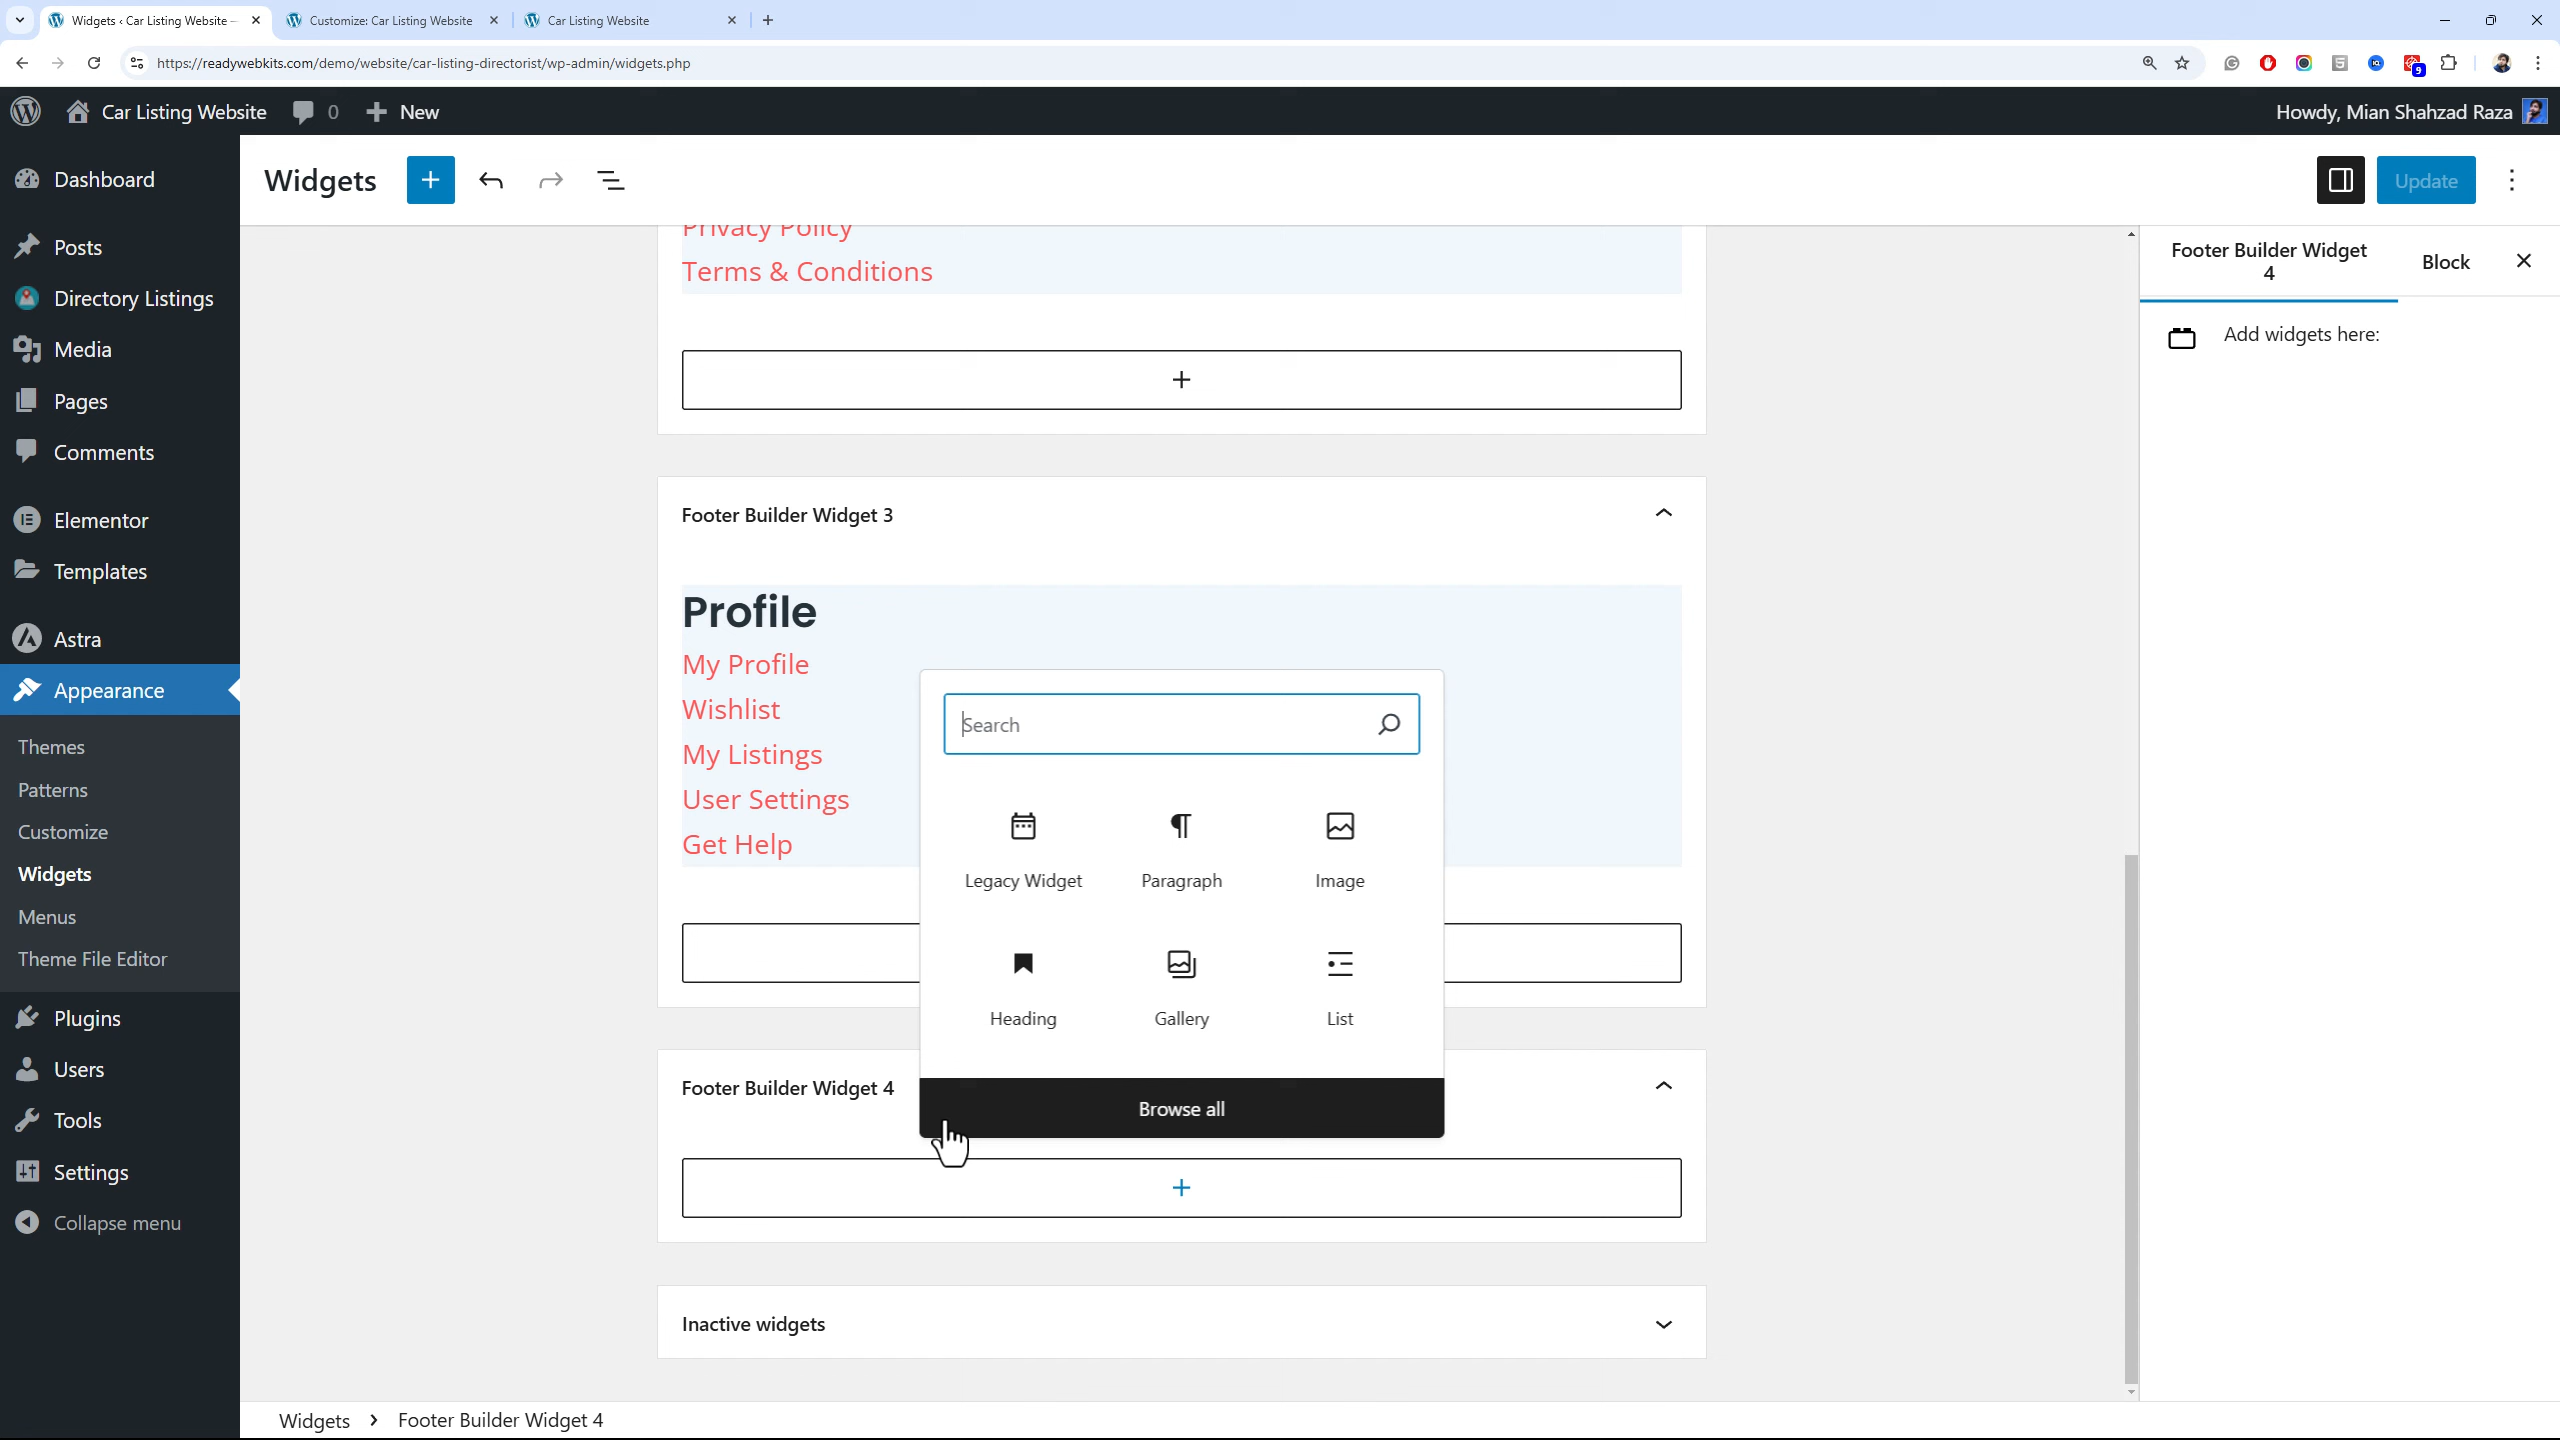 Widgets ‹ Car Listing Website —
Customize: Car Listing Website
Car Listing Website
https://readywebkits.com/demo/website/car-listing-directorist/wp-admin/widgets.php
9
Car Listing Website
0
New
Howdy, Mian Shahzad Raza
Dashboard
Posts
Directory Listings
Media
Pages
Comments
Elementor
Templates
Astra
Appearance
Themes
Patterns
Customize
Widgets
Menus
Theme File Editor
Plugins
Users
Tools
Settings
Collapse menu
Widgets
Update
Privacy Policy
Terms & Conditions
Footer Builder Widget 3
Profile
My Profile
Wishlist
My Listings
User Settings
Get Help
Search
Legacy Widget
Paragraph
Image
Heading
Gallery
List
Browse all
Footer Builder Widget 4
Inactive widgets
Footer Builder Widget
4
Block
Add widgets here:
Widgets
Footer Builder Widget 4